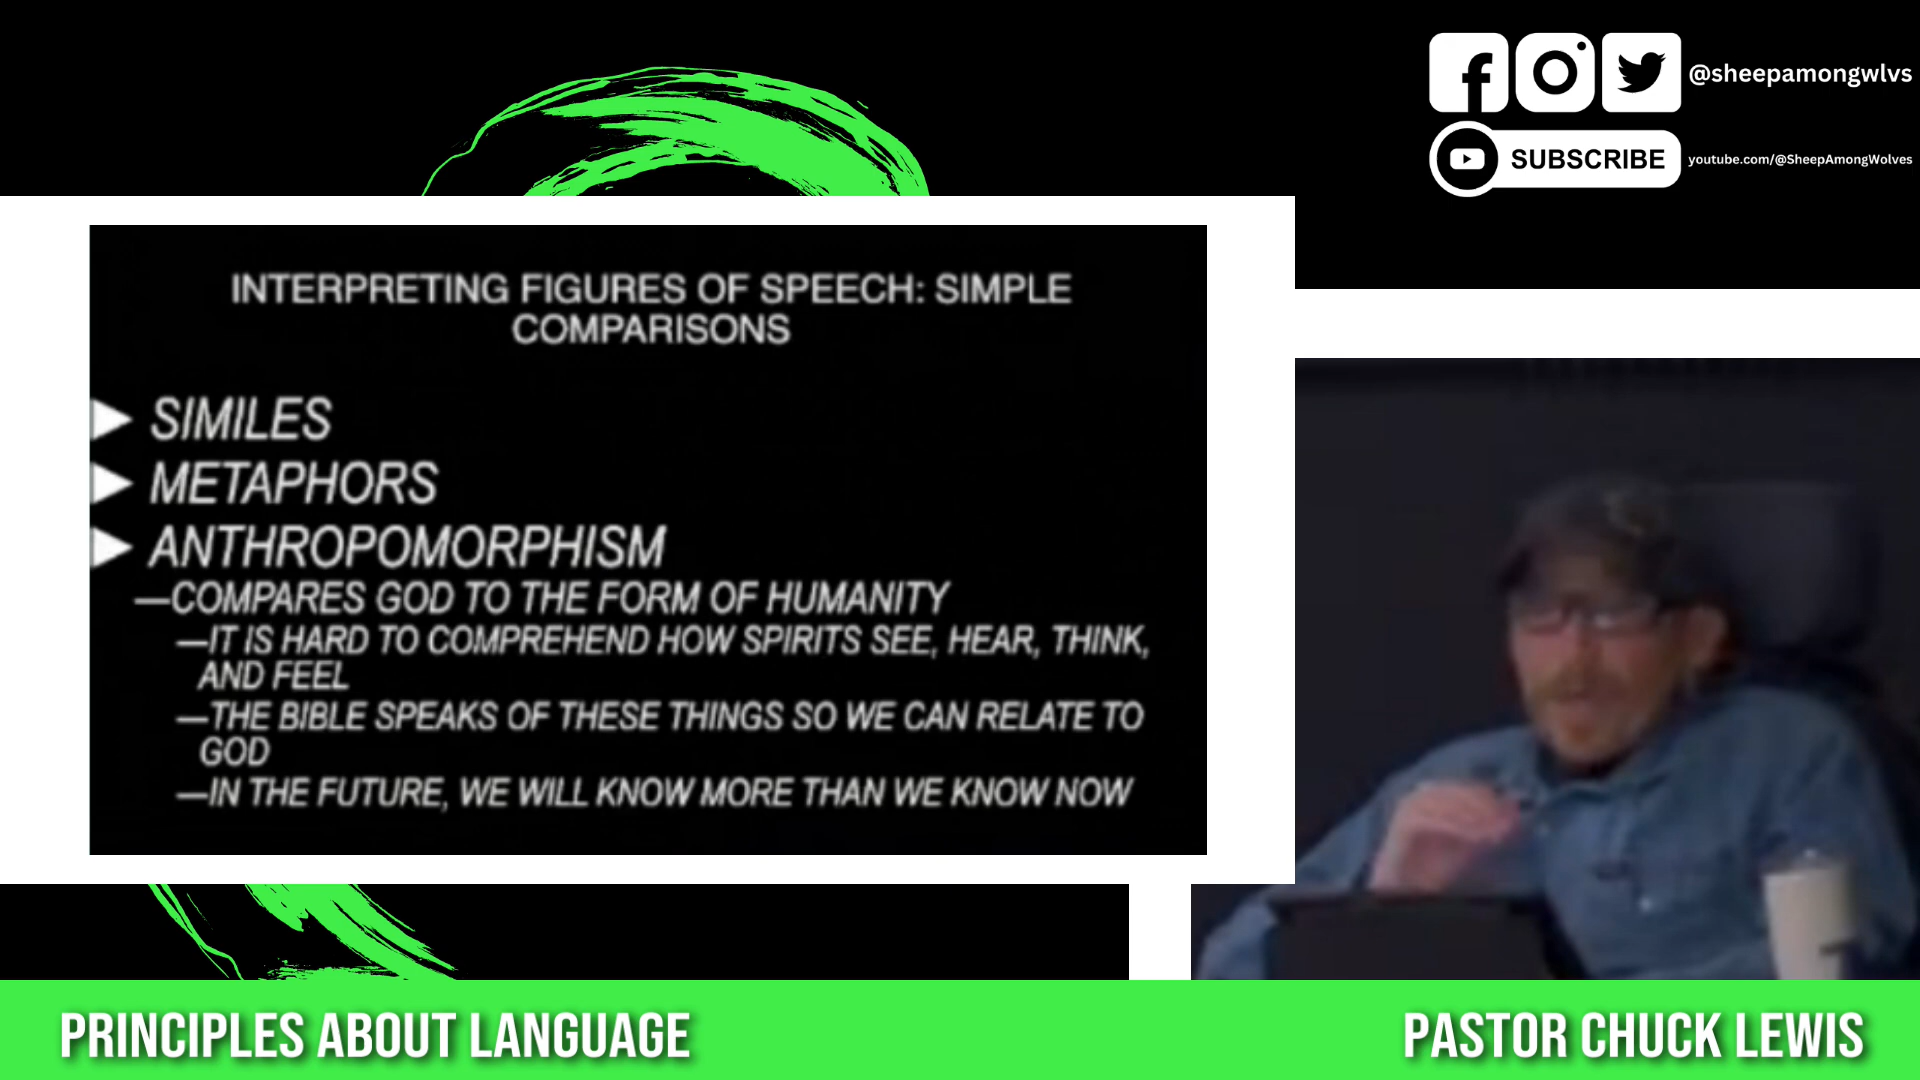 @sheepamongwlvs
SUBSCRIBE
youtube.com/@SheepAmongWolves
INTERPRETING FIGURES OF SPEECH: SIMPLE
COMPARISONS
SIMILES
METAPHORS
ANTHROPOMORPHISM
—COMPARES GOD TO THE FORM OF HUMANITY
—IT IS HARD TO COMPREHEND HOW SPIRITS SEE, HEAR, THINK,
AND FEEL
—THE BIBLE SPEAKS OF THESE THINGS SO WE CAN RELATE TO
GOD
—IN THE FUTURE, WE WILL KNOW MORE THAN WE KNOW NOW
PRINCIPLES ABOUT LANGUAGE
PASTOR CHUCK LEWIS